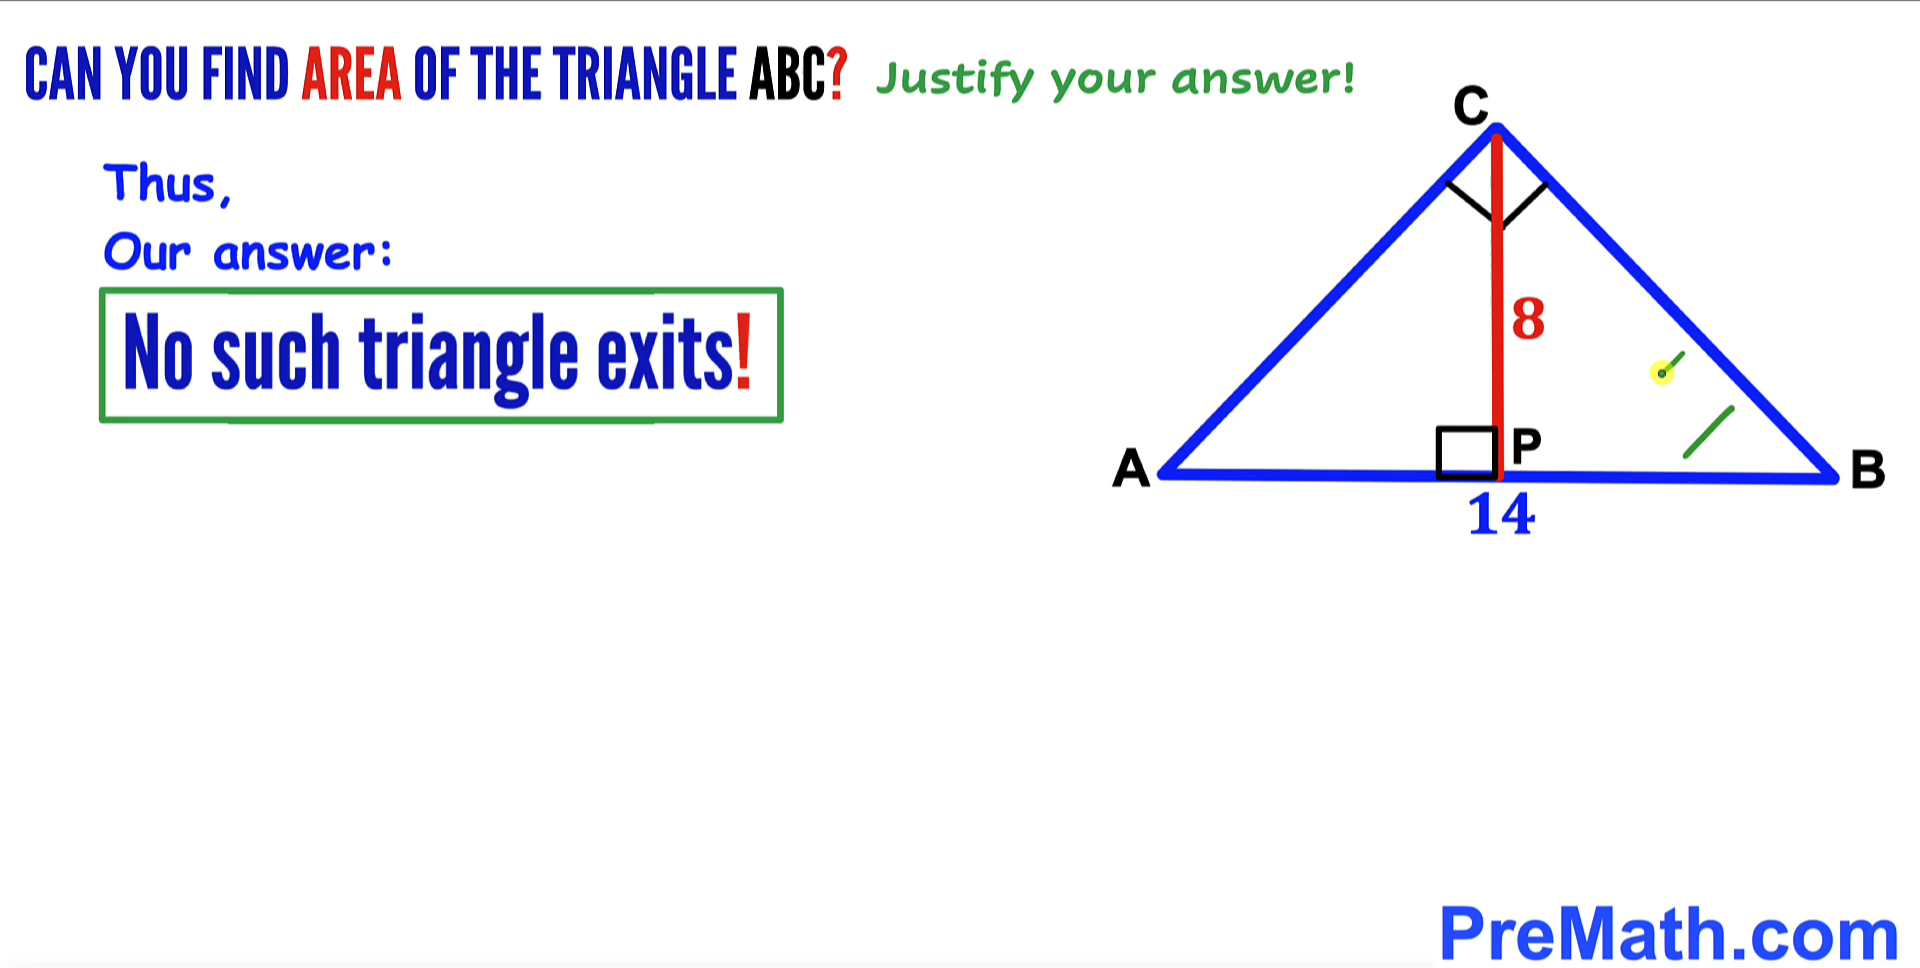 CAN YOU FIND AREA OF THE TRIANGLE ABC? Justify your answer!
C
Thus,
Our answer:
No such triangle exits!
8
A
P
B
14
PreMath.com